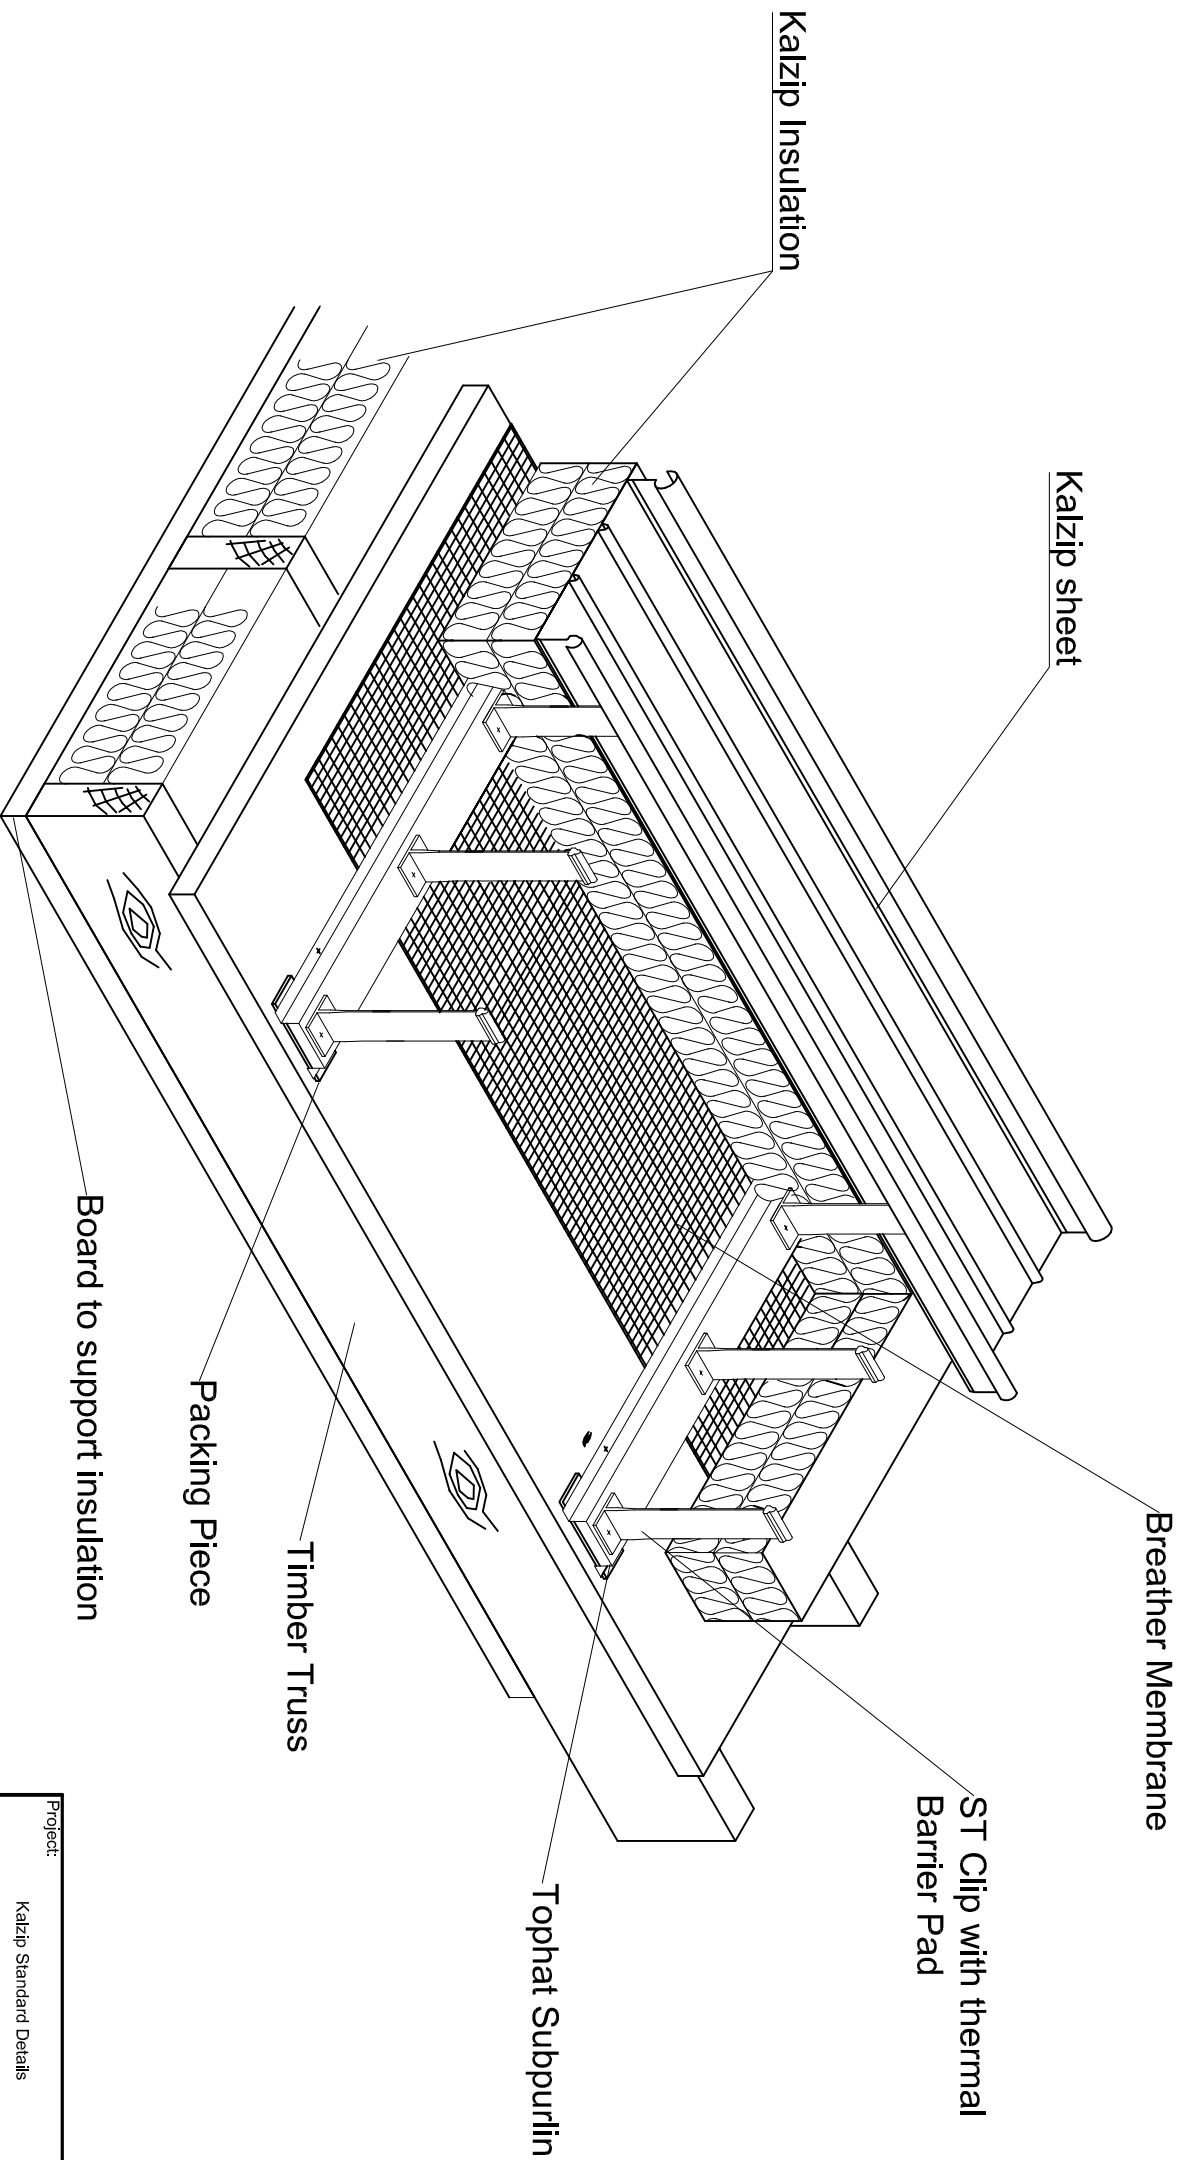 Kalzip sheet
Kalzip Insulation
Breather Membrane
ST Clip with thermal
Barrier Pad
Tophat Subpurlin
Timber Truss
Packing Piece
Board to support insulation
Project:
Kalzip Standard Details